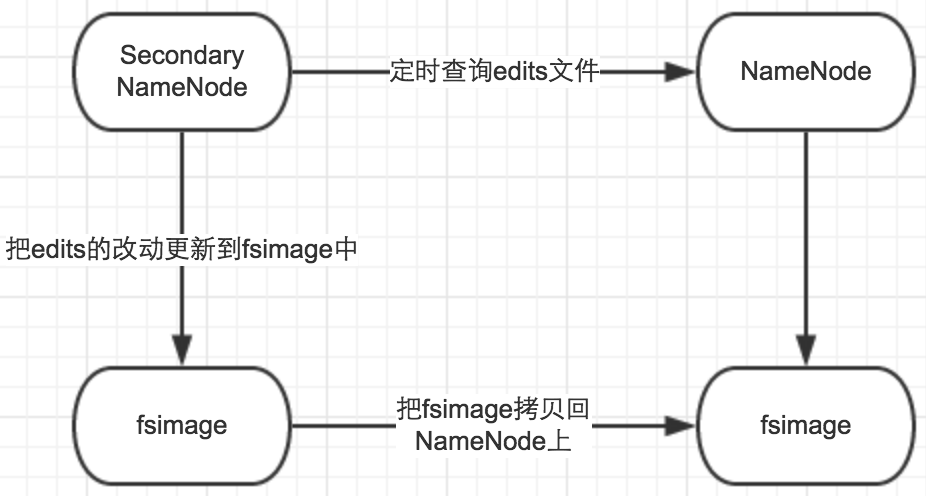 Secondary
NameNode
定时查询edits文件
NameNode
把edits的改动更新到fsimage中
fsimage
把fsimage拷贝回
NameNode上
fsimage